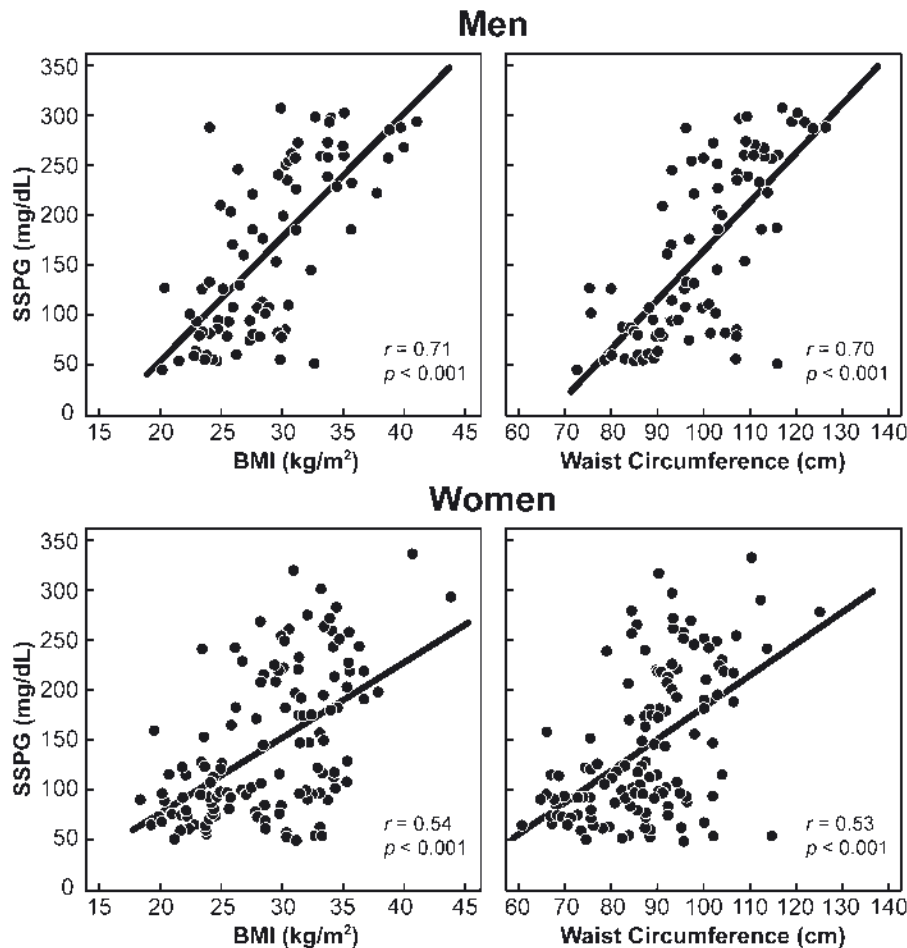 Men
SSPG (mg/dL)
350
300
250
200
150
100
50
0
r = 0.71
p < 0.001
15 20 25 30 35 40 45
BMI (kg/m²)
r = 0.70
p < 0.001
60 70 80 90 100 110 120 130 140
Waist Circumference (cm)
Women
SSPG (mg/dL)
350
300
250
200
150
100
50
0
r = 0.54
p < 0.001
15 20 25 30 35 40 45
BMI (kg/m²)
r = 0.53
p < 0.001
60 70 80 90 100 110 120 130 140
Waist Circumference (cm)